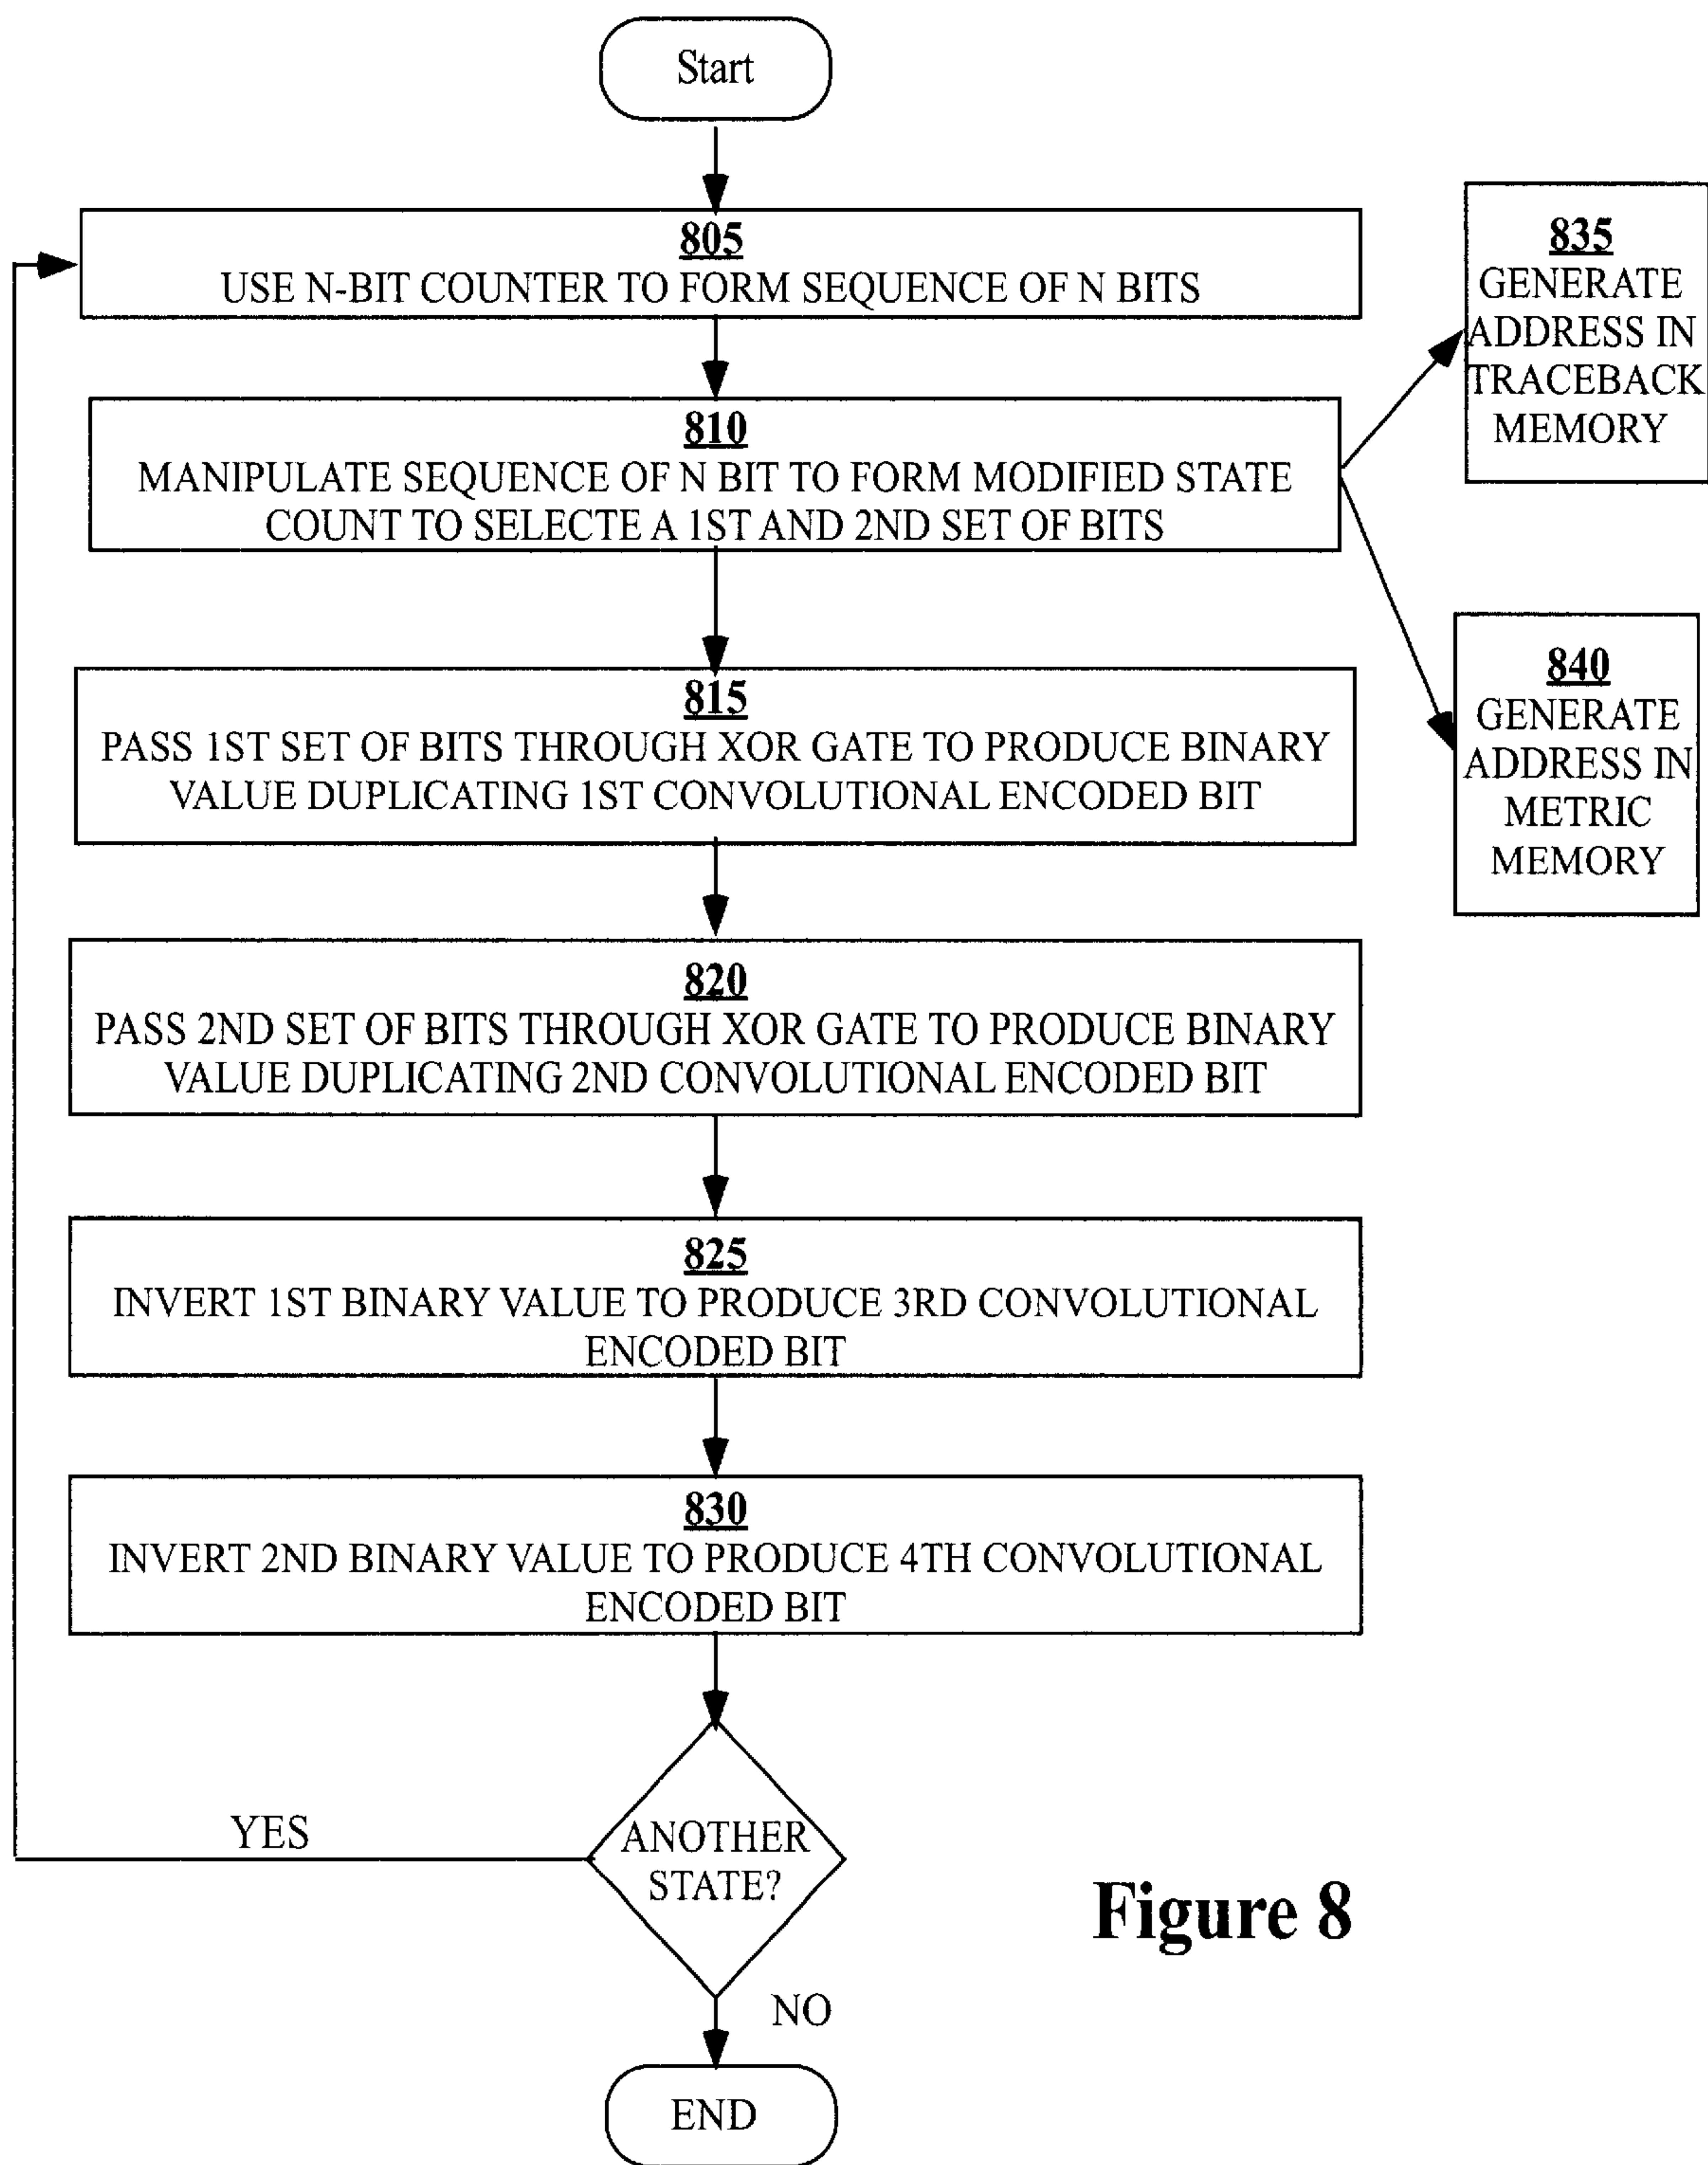 Start
805
USE N-BIT COUNTER TO FORM SEQUENCE OF N BITS
810
MANIPULATE SEQUENCE OF N BIT TO FORM MODIFIED STATE
COUNT TO SELECTE A 1ST AND 2ND SET OF BITS
835
GENERATE
ADDRESS IN
TRACEBACK
MEMORY
840
GENERATE
ADDRESS IN
METRIC
MEMORY
815
PASS 1ST SET OF BITS THROUGH XOR GATE TO PRODUCE BINARY
VALUE DUPLICATING 1ST CONVOLUTIONAL ENCODED BIT
820
PASS 2ND SET OF BITS THROUGH XOR GATE TO PRODUCE BINARY
VALUE DUPLICATING 2ND CONVOLUTIONAL ENCODED BIT
825
INVERT 1ST BINARY VALUE TO PRODUCE 3RD CONVOLUTIONAL
ENCODED BIT
830
INVERT 2ND BINARY VALUE TO PRODUCE 4TH CONVOLUTIONAL
ENCODED BIT
YES
ANOTHER
STATE?
NO
END
Figure 8